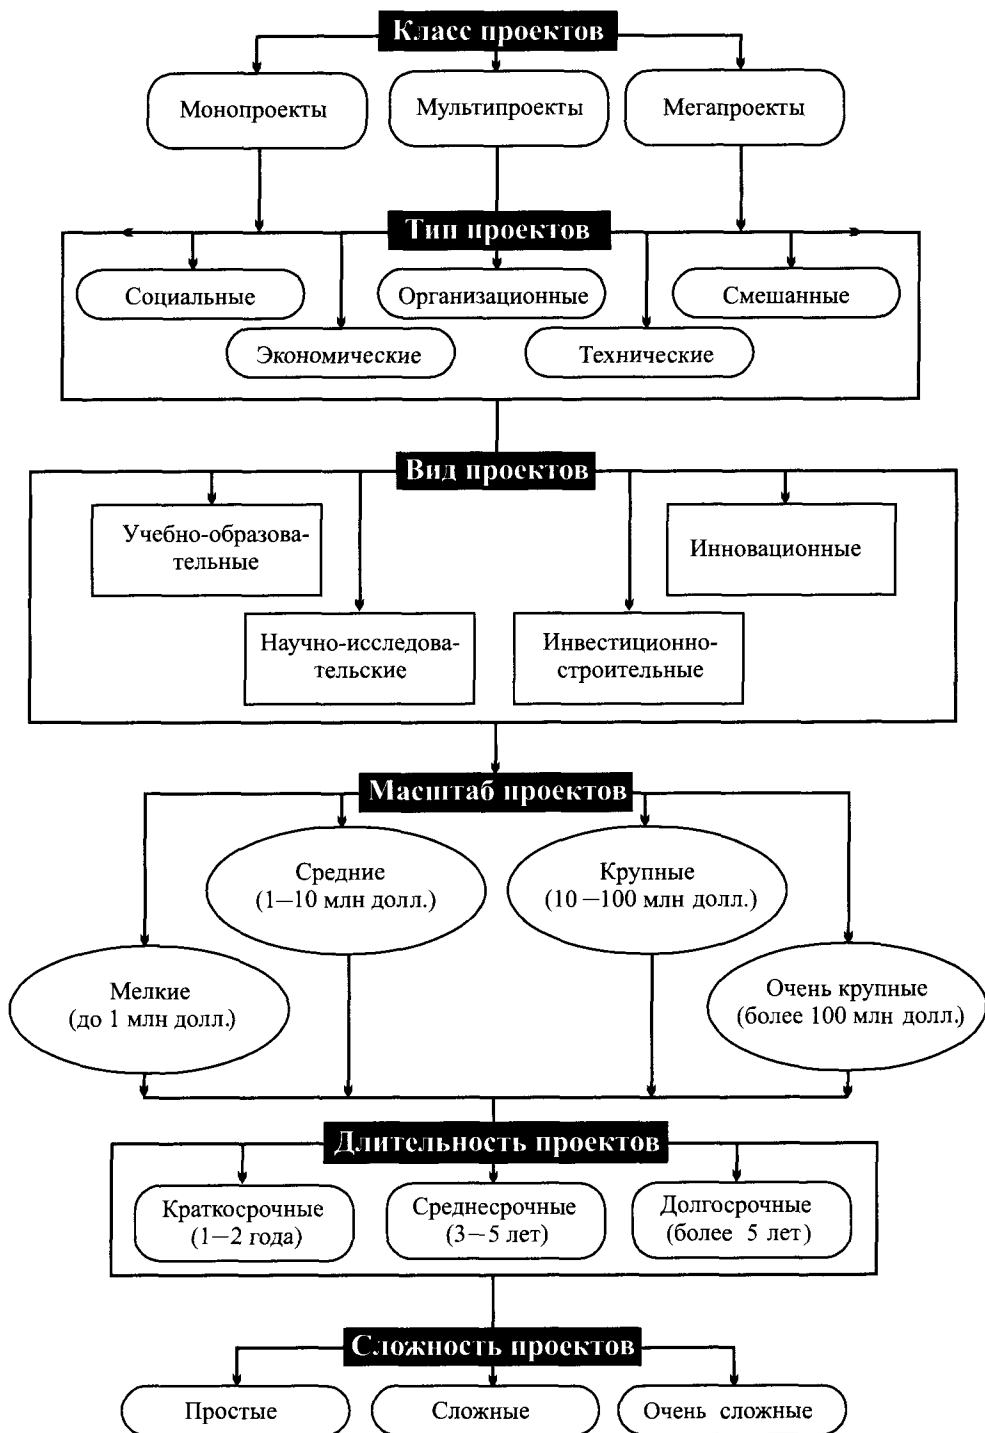 Класс проектов
Монопроекты
Мультипроекты
Мегапроекты
Тип проектов
Социальные
Организационные
Смешанные
Экономические
Технические
Вид проектов
Учебно-образова-
тельные
Инновационные
Научно-исследова-
тельские
Инвестиционно-
строительные
Масштаб проектов
Средние
(1—10 млн долл.)
Крупные
(10 —100 млн долл.)
Мелкие
(до 1 млн долл.)
Очень крупные
(более 100 млн долл.)
Длительность проектов
Краткосрочные
(1—2 года)
Среднесрочные
(3—5 лет)
Долгосрочные
(более 5 лет)
Сложность проектов
Простые
Сложные
Очень сложные